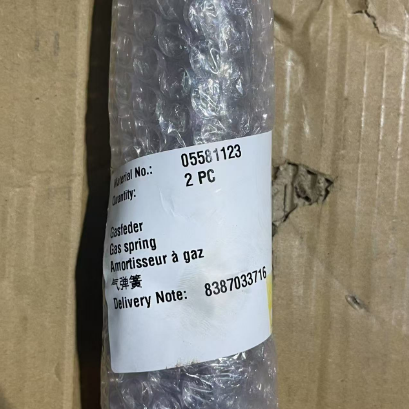 Material No.: 05581123
Quantity: 2 PC
Gasfeder
Gas spring
Amortisseur à gaz
气弹簧
Delivery Note: 8387033716